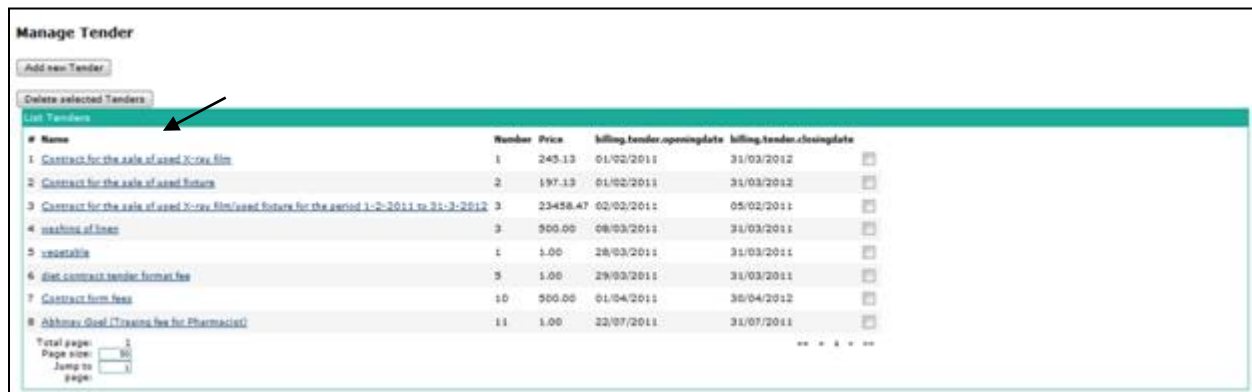 Manage Tender
Add new Tender
Delete selected Tenders
List Tenders
# Name Number Price billing.tender.openingdate billing.tender.closingdate
1 Contract for the sale of used X-ray film 1 245.13 01/02/2011 31/03/2012
2 Contract for the sale of used fixture 2 197.13 01/02/2011 31/03/2012
3 Contract for the sale of used X-ray film/used fixture for the period 1-2-2011 to 31-3-2012 3 23458.47 02/02/2011 05/02/2011
4 washing of linen 3 500.00 08/03/2011 31/03/2011
5 vegetable 1 1.00 28/03/2011 31/03/2011
6 diet contract tender format fee 5 1.00 29/03/2011 31/03/2011
7 Contract form fees 10 500.00 01/04/2011 30/04/2012
8 Abhinav Goel (Traning fee for Pharmacist) 11 1.00 22/07/2011 31/07/2011
Total page: 1
Page size: 50
Jump to page: 1
« < 1 > »